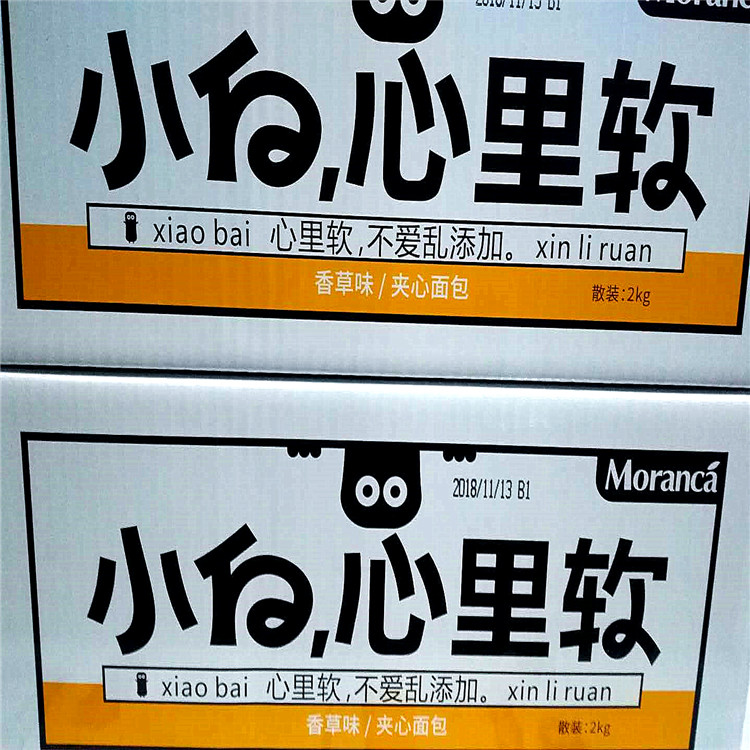 2018/11/13 B1
小白,心里软
xiao bai 心里软,不爱乱添加。 xin li ruan
香草味/夹心面包
散装:2kg
2018/11/13 B1
Morancá
小白,心里软
xiao bai 心里软,不爱乱添加。 xin li ruan
香草味/夹心面包
散装:2kg